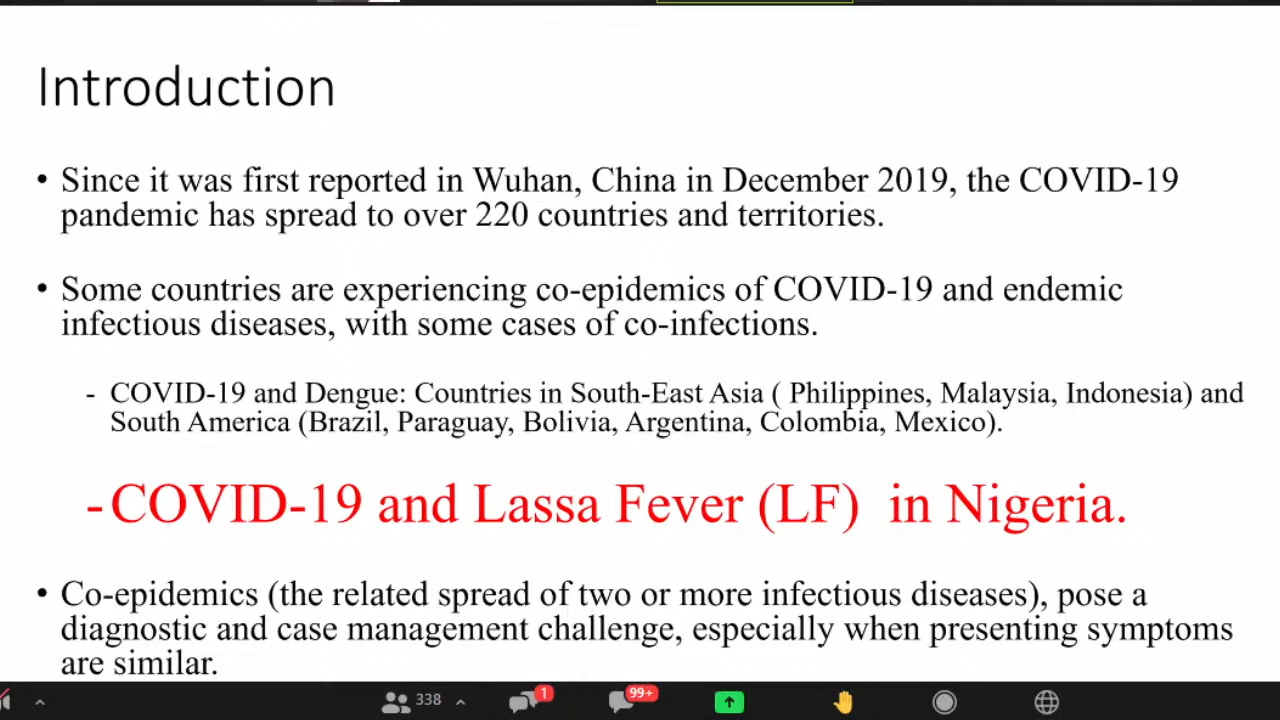 Introduction
• Since it was first reported in Wuhan, China in December 2019, the COVID-19
pandemic has spread to over 220 countries and territories.
• Some countries are experiencing co-epidemics of COVID-19 and endemic
infectious diseases, with some cases of co-infections.
- COVID-19 and Dengue: Countries in South-East Asia ( Philippines, Malaysia, Indonesia) and
South America (Brazil, Paraguay, Bolivia, Argentina, Colombia, Mexico).
- COVID-19 and Lassa Fever (LF) in Nigeria.
• Co-epidemics (the related spread of two or more infectious diseases), pose a
diagnostic and case management challenge, especially when presenting symptoms
are similar.
338 1 99+